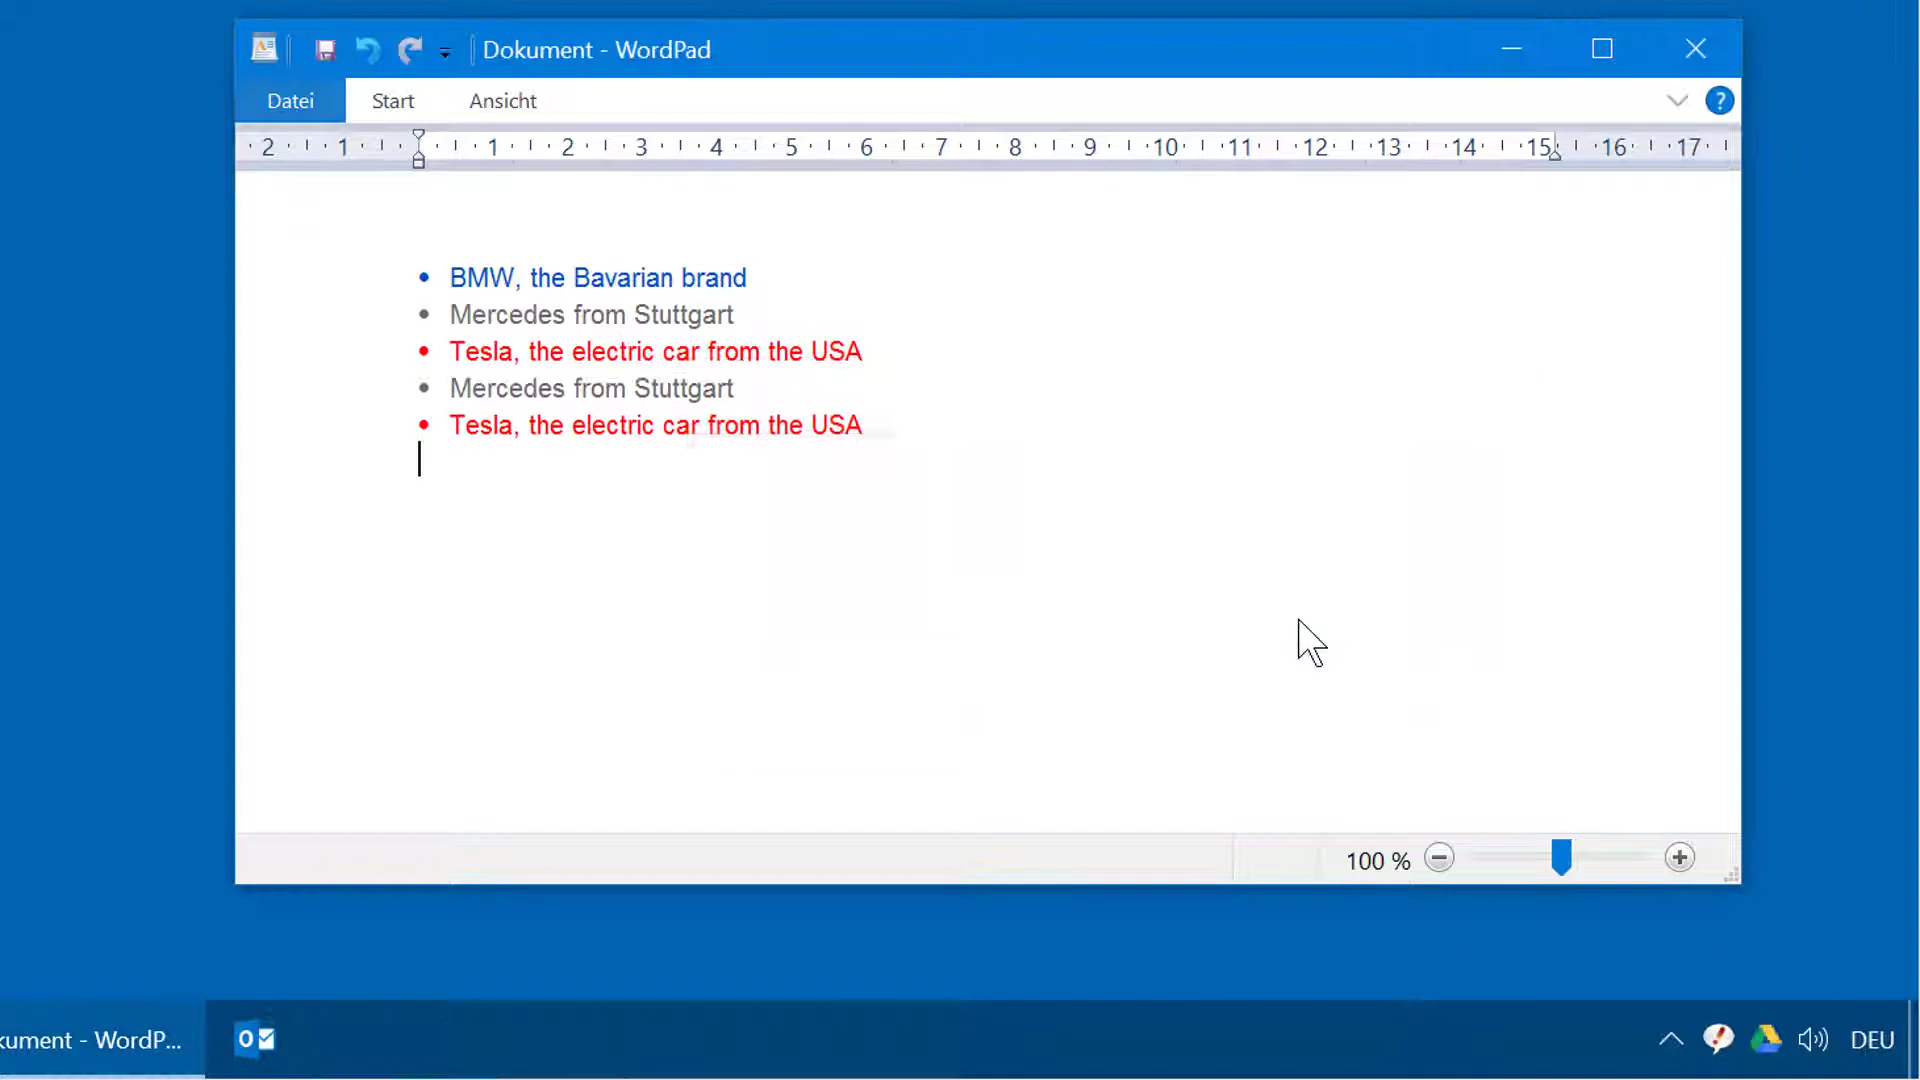 Dokument - WordPad
Datei Start Ansicht
2 1 1 2 3 4 5 6 7 8 9 10 11 12 13 14 15 16 17
• BMW, the Bavarian brand
• Mercedes from Stuttgart
• Tesla, the electric car from the USA
• Mercedes from Stuttgart
• Tesla, the electric car from the USA
100 %
kument - WordP...
DEU